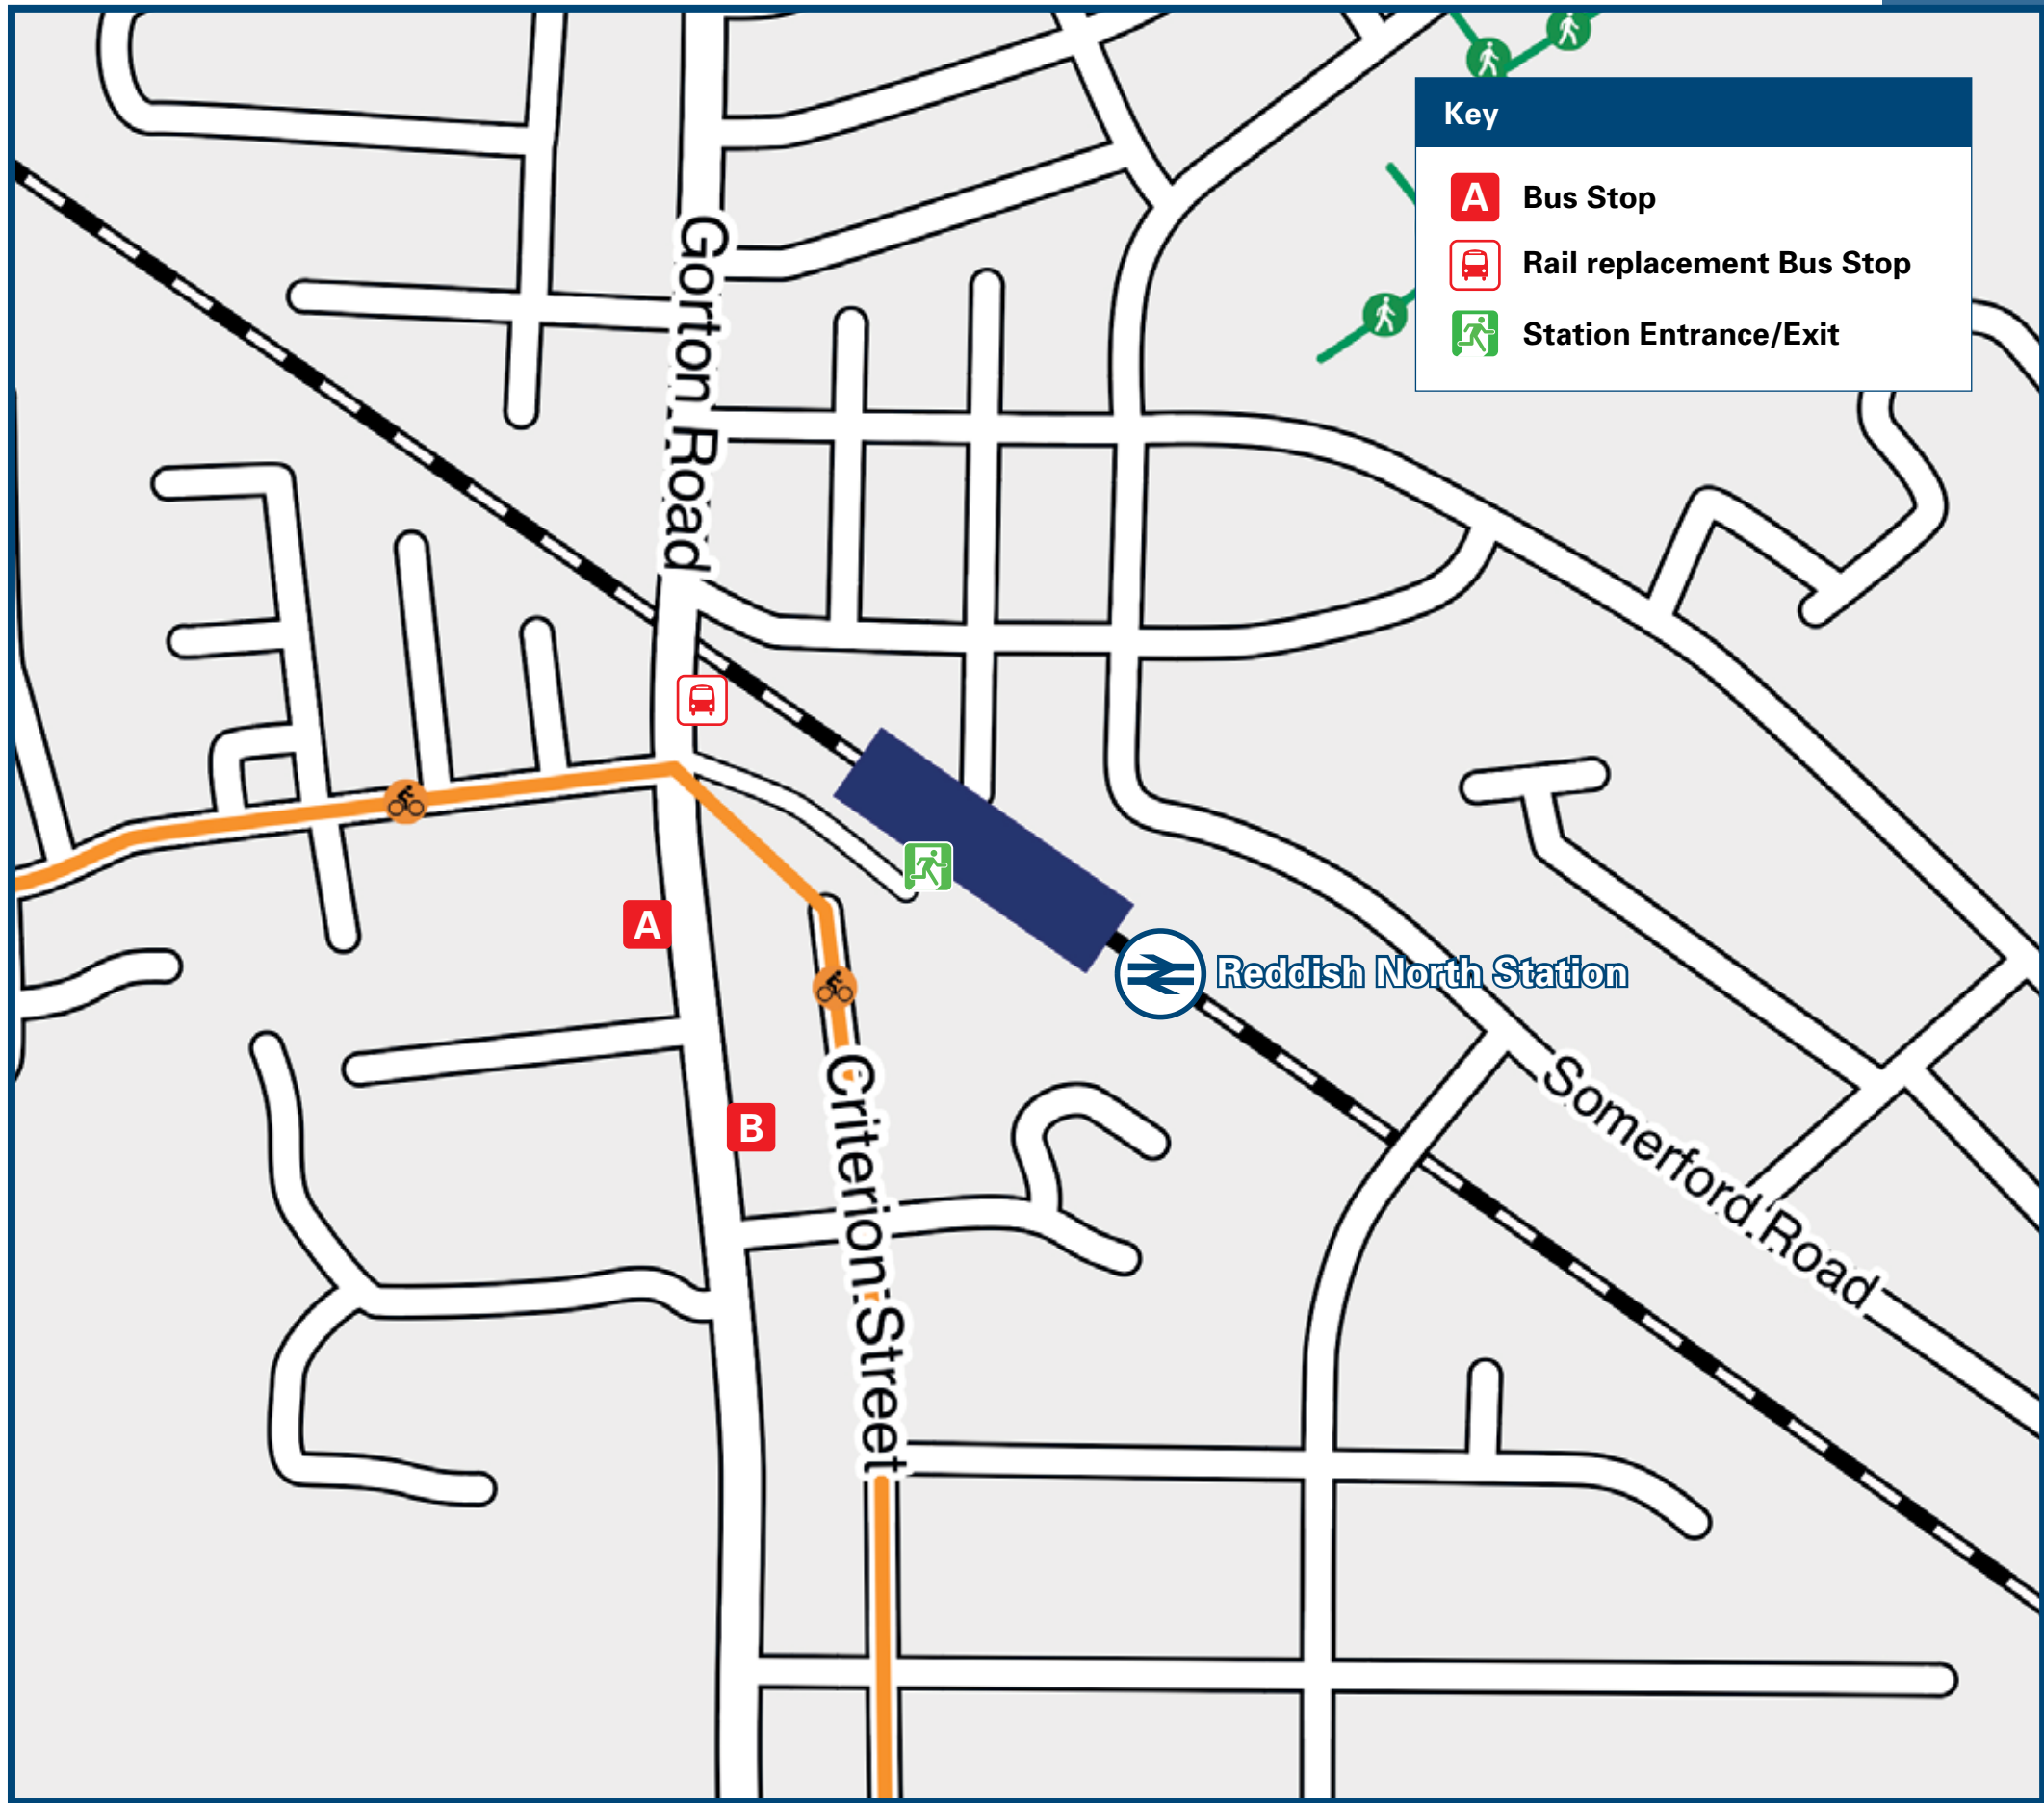 Key
A Bus Stop
Rail replacement Bus Stop
Station Entrance/Exit
Gorton Road
A
Reddish North Station
B
Criterion Street
Somerford Road